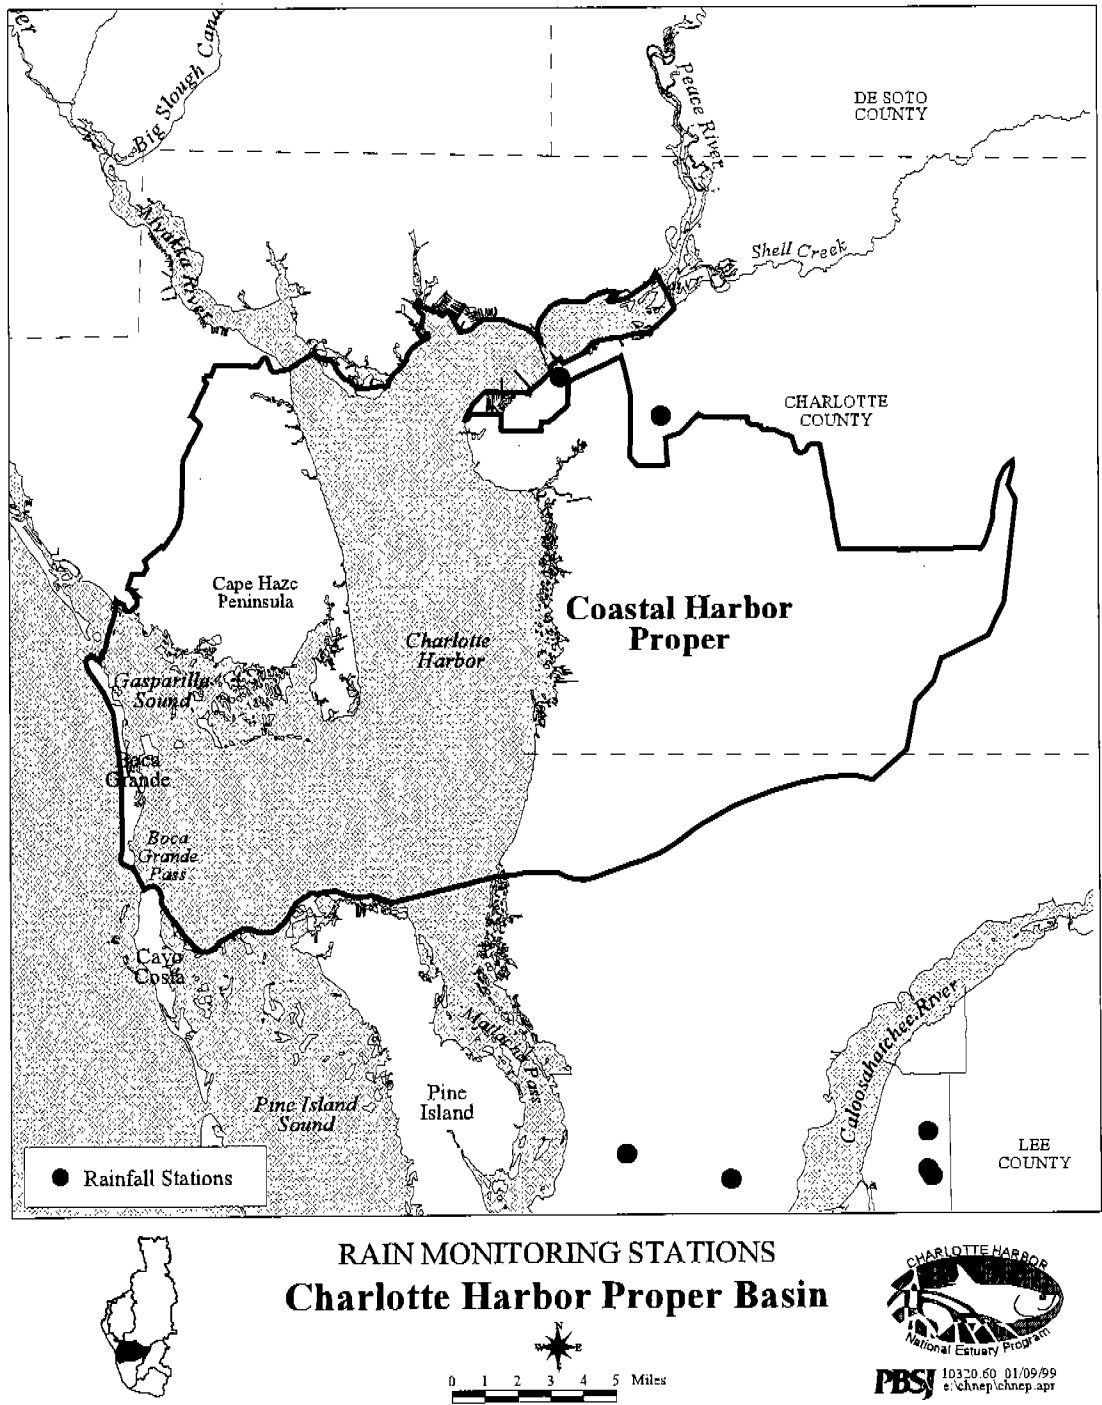 Big Slough Canal
Peace River
DE SOTO
COUNTY
Myakka River
Shell Creek
CHARLOTTE
COUNTY
Cape Haze
Peninsula
Coastal Harbor
Proper
Charlotte
Harbor
Gasparilla
Sound
Boca
Grande
Boca
Grande
Pass
Cayo
Costa
Matlacha Pass
Caloosahatchee River
Pine
Island
Pine Island
Sound
LEE
COUNTY
Rainfall Stations
RAIN MONITORING STATIONS
Charlotte Harbor Proper Basin
CHARLOTTE HARBOR
National Estuary Program
N
W E
S
0 1 2 3 4 5 Miles
PBSJ
10320.60 01/09/99
e:\chnep\chnep.apr